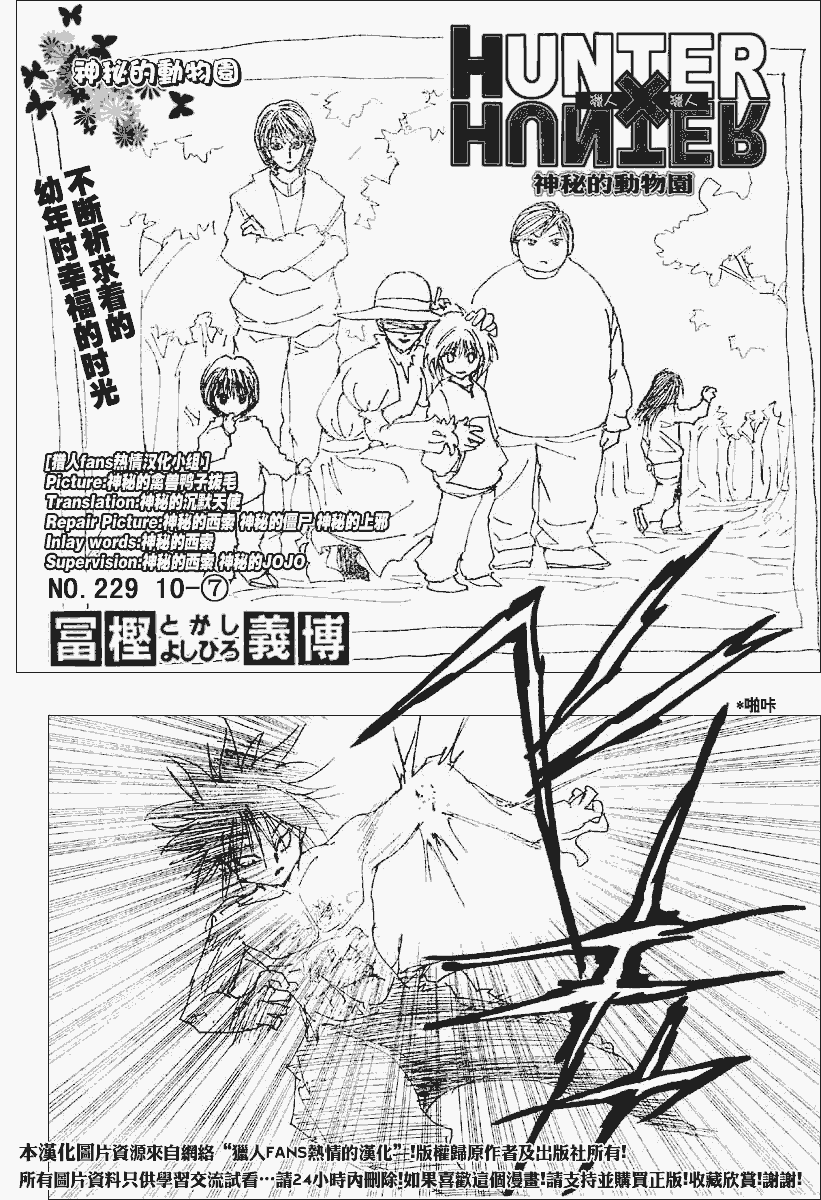 神秘的動物園
HUNTER
獵人 × 獵人
HUNTER
神秘的動物園
不断祈求着的
幼年时幸福的时光
[猎人fans热情汉化小组]
Picture:神秘的禽兽鸭子拔毛
Translation:神秘的沉默天使
Repair Picture:神秘的西索 神秘的僵尸 神秘的上邪
Inlay words:神秘的西索
Supervision:神秘的西索 神秘的JOJO
NO.229 10-⑦
冨樫義博
とがし
よしひろ
*啪咔
本漢化圖片資源來自網絡“獵人FANS熱情的漢化”!版權歸原作者及出版社所有!
所有圖片資料只供學習交流試看…請24小時內刪除!如果喜歡這個漫畫!請支持並購買正版!收藏欣賞!謝謝!